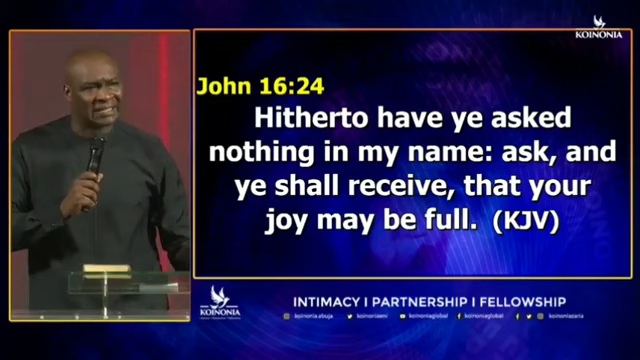 KOINONIA
John 16:24
Hitherto have ye asked
nothing in my name: ask, and
ye shall receive, that your
joy may be full. (KJV)
KOINONIA
INTIMACY I PARTNERSHIP I FELLOWSHIP
koinonia.abuja koinoniaeni koinoniaglobal koinoniaglobal koinoniazaria